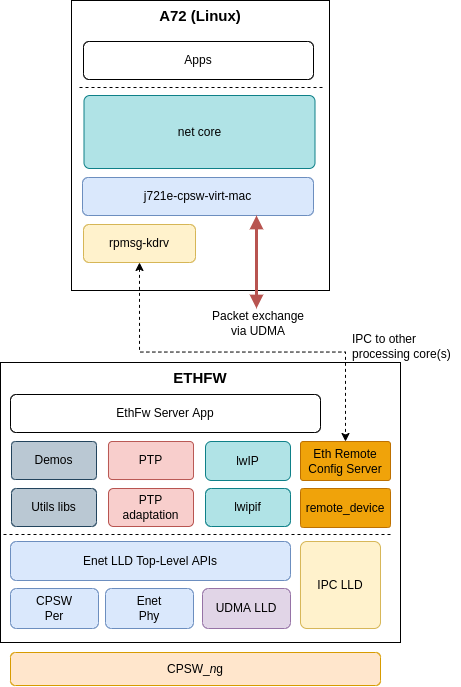 A72 (Linux)
Apps
net core
j721e-cpsw-virt-mac
rpmsg-kdrv
Packet exchange
via UDMA
IPC to other
processing core(s)
ETHFW
EthFw Server App
Demos
PTP
lwIP
Eth Remote
Config Server
Utils libs
PTP
adaptation
lwipif
remote_device
Enet LLD Top-Level APIs
IPC LLD
CPSW
Per
Enet
Phy
UDMA LLD
CPSW_ng